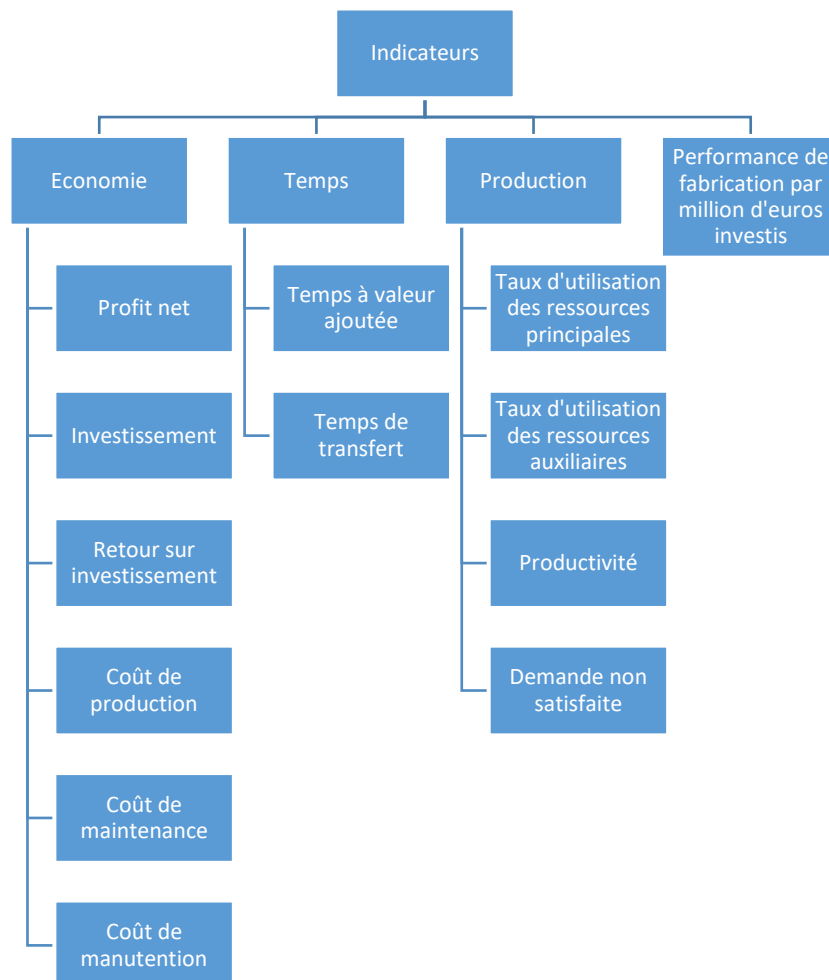 Indicateurs
Economie
Temps
Production
Performance de
fabrication par
million d'euros
investis
Profit net
Temps à valeur
ajoutée
Taux d'utilisation
des ressources
principales
Investissement
Temps de
transfert
Taux d'utilisation
des ressources
auxiliaires
Retour sur
investissement
Productivité
Coût de
production
Demande non
satisfaite
Coût de
maintenance
Coût de
manutention